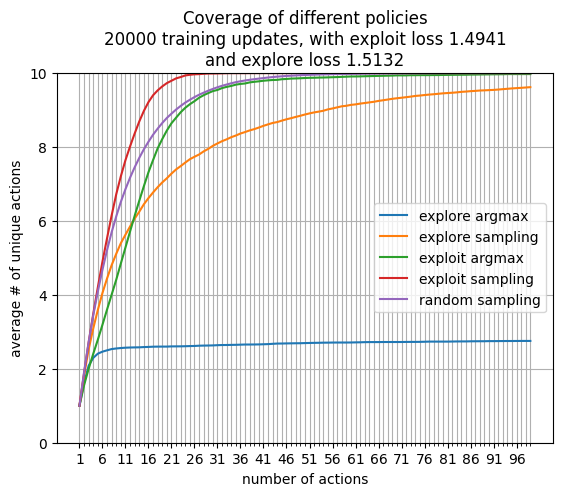 Coverage of different policies
20000 training updates, with exploit loss 1.4941
and explore loss 1.5132
10
8
6
4
2
0
average # of unique actions
explore argmax
explore sampling
exploit argmax
exploit sampling
random sampling
1 6 11 16 21 26 31 36 41 46 51 56 61 66 71 76 81 86 91 96
number of actions